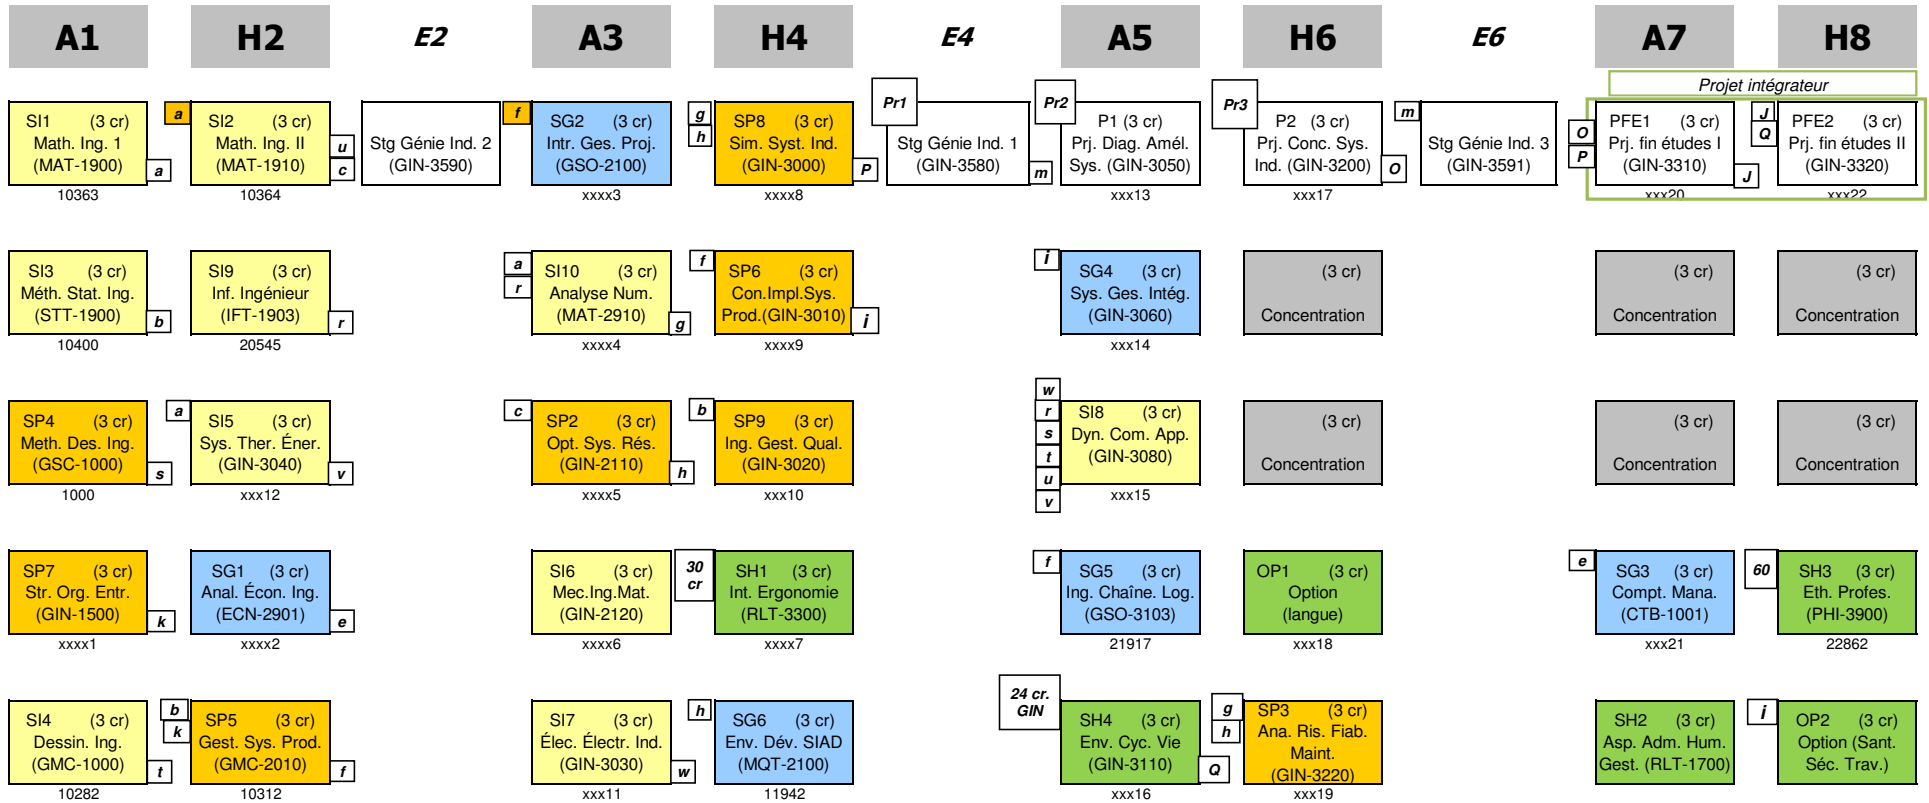 A1 H2 E2 A3 H4 E4 A5 H6 E6 A7 H8
Projet intégrateur
SI1 (3 cr)
Math. Ing. 1
(MAT-1900)
a
10363
a
SI2 (3 cr)
Math. Ing. II
(MAT-1910)
u
c
10364
Stg Génie Ind. 2
(GIN-3590)
f
SG2 (3 cr)
Intr. Ges. Proj.
(GSO-2100)
xxxx3
g
h
SP8 (3 cr)
Sim. Syst. Ind.
(GIN-3000)
P
xxxx8
Pr1
Stg Génie Ind. 1
(GIN-3580)
m
Pr2
P1 (3 cr)
Prj. Diag. Amél.
Sys. (GIN-3050)
xxx13
Pr3
P2 (3 cr)
Prj. Conc. Sys.
Ind. (GIN-3200)
O
xxx17
m
Stg Génie Ind. 3
(GIN-3591)
O
P
PFE1 (3 cr)
Prj. fin études I
(GIN-3310)
J
xxx20
J
Q
PFE2 (3 cr)
Prj. fin études II
(GIN-3320)
xxx22
SI3 (3 cr)
Méth. Stat. Ing.
(STT-1900)
b
10400
SI9 (3 cr)
Inf. Ingénieur
(IFT-1903)
r
20545
a
r
SI10 (3 cr)
Analyse Num.
(MAT-2910)
g
xxxx4
f
SP6 (3 cr)
Con.Impl.Sys.
Prod.(GIN-3010)
i
xxxx9
i
SG4 (3 cr)
Sys. Ges. Intég.
(GIN-3060)
xxx14
(3 cr)
Concentration
(3 cr)
Concentration
(3 cr)
Concentration
SP4 (3 cr)
Meth. Des. Ing.
(GSC-1000)
s
1000
a
SI5 (3 cr)
Sys. Ther. Éner.
(GIN-3040)
v
xxx12
c
SP2 (3 cr)
Opt. Sys. Rés.
(GIN-2110)
h
xxxx5
b
SP9 (3 cr)
Ing. Gest. Qual.
(GIN-3020)
xxx10
w
r
s
t
u
v
SI8 (3 cr)
Dyn. Com. App.
(GIN-3080)
xxx15
(3 cr)
Concentration
(3 cr)
Concentration
(3 cr)
Concentration
SP7 (3 cr)
Str. Org. Entr.
(GIN-1500)
k
xxxx1
SG1 (3 cr)
Anal. Écon. Ing.
(ECN-2901)
e
xxxx2
SI6 (3 cr)
Mec.Ing.Mat.
(GIN-2120)
xxxx6
30
cr
SH1 (3 cr)
Int. Ergonomie
(RLT-3300)
xxxx7
f
SG5 (3 cr)
Ing. Chaîne. Log.
(GSO-3103)
21917
OP1 (3 cr)
Option
(langue)
xxx18
e
SG3 (3 cr)
Compt. Mana.
(CTB-1001)
xxx21
60
SH3 (3 cr)
Eth. Profes.
(PHI-3900)
22862
SI4 (3 cr)
Dessin. Ing.
(GMC-1000)
t
10282
b
k
SP5 (3 cr)
Gest. Sys. Prod.
(GMC-2010)
f
10312
SI7 (3 cr)
Élec. Électr. Ind.
(GIN-3030)
w
xxx11
h
SG6 (3 cr)
Env. Dév. SIAD
(MQT-2100)
11942
24 cr.
GIN
SH4 (3 cr)
Env. Cyc. Vie
(GIN-3110)
Q
xxx16
g
h
SP3 (3 cr)
Ana. Ris. Fiab.
Maint.
(GIN-3220)
xxx19
SH2 (3 cr)
Asp. Adm. Hum.
Gest. (RLT-1700)
i
OP2 (3 cr)
Option (Sant.
Séc. Trav.)